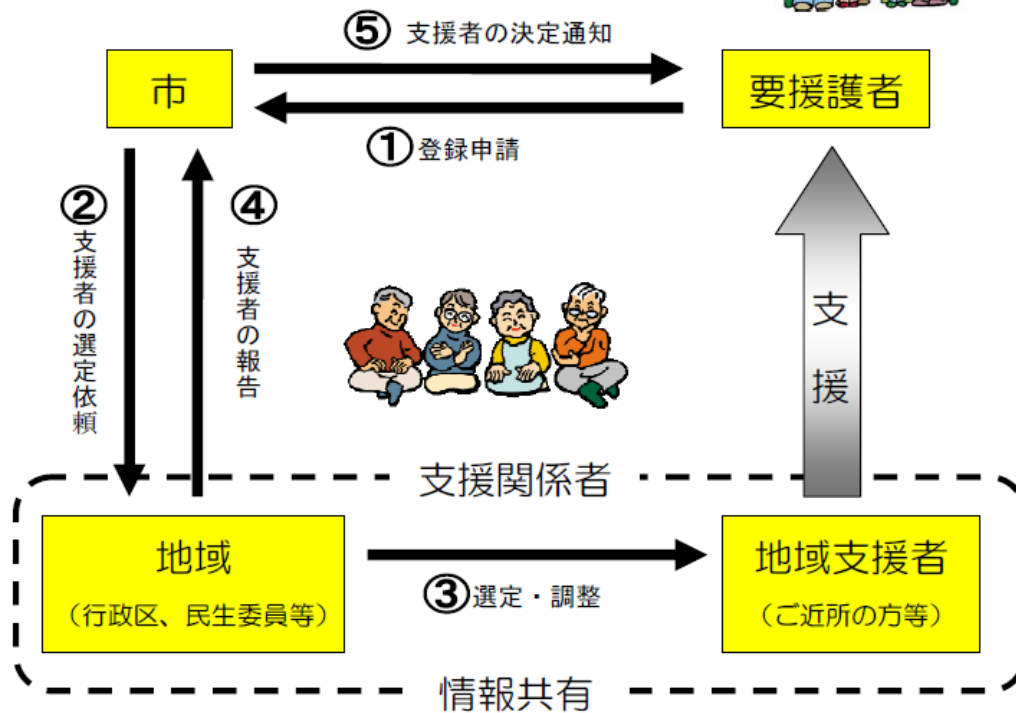 ⑤ 支援者の決定通知
市
要援護者
① 登録申請
② 支援者の選定依頼
④ 支援者の報告
支援
支援関係者
地域
（行政区、民生委員等）
③ 選定・調整
地域支援者
（ご近所の方等）
情報共有